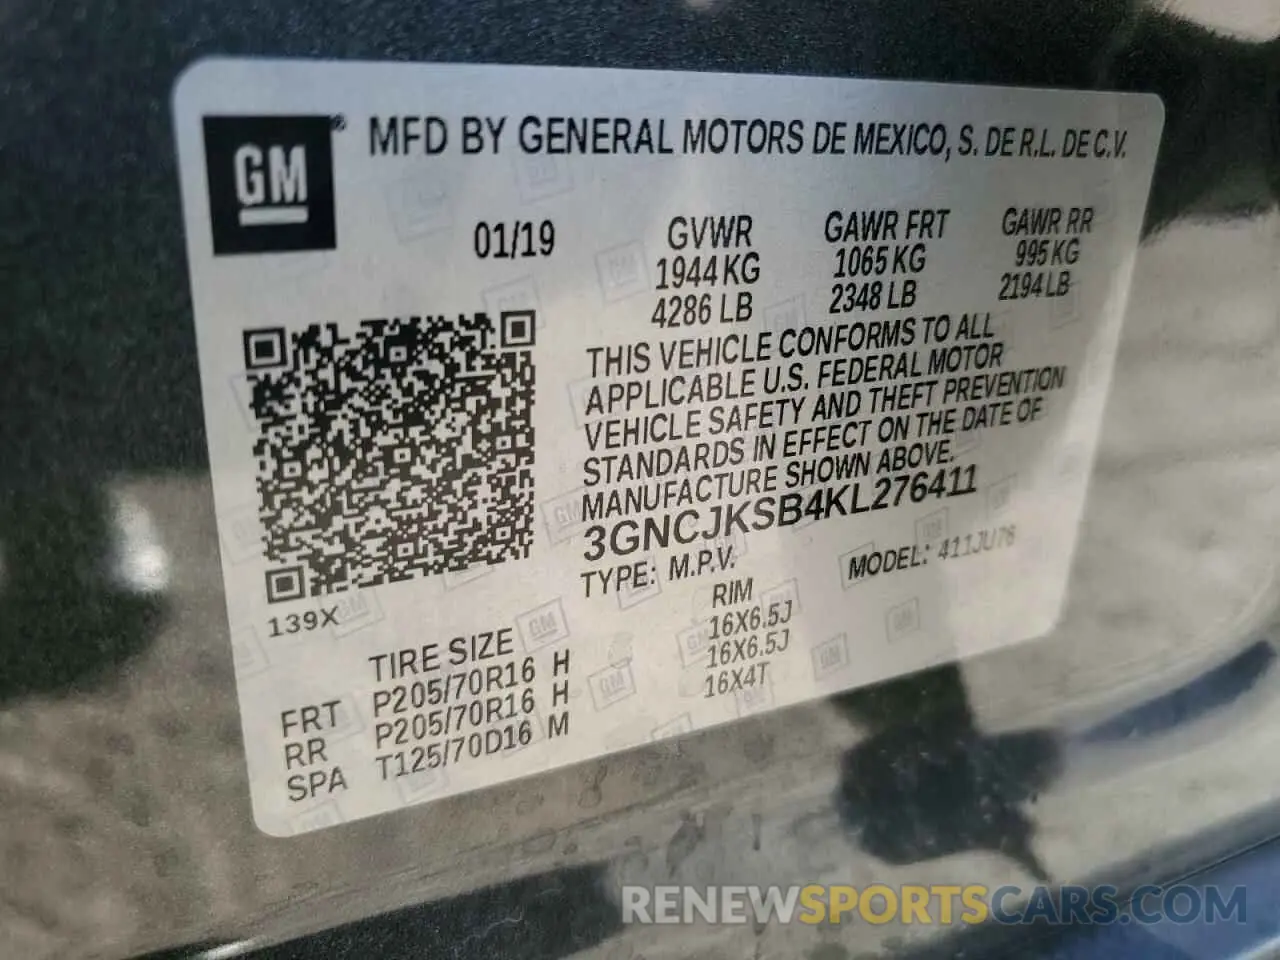 GM
®
MFD BY GENERAL MOTORS DE MEXICO, S. DE R.L. DE C.V.
01/19 GVWR GAWR FRT GAWR RR
1944 KG 1065 KG 995 KG
4286 LB 2348 LB 2194 LB
THIS VEHICLE CONFORMS TO ALL
APPLICABLE U.S. FEDERAL MOTOR
VEHICLE SAFETY AND THEFT PREVENTION
STANDARDS IN EFFECT ON THE DATE OF
MANUFACTURE SHOWN ABOVE.
3GNCJKSB4KL276411
TYPE: M.P.V. MODEL: 411JU76
139X
TIRE SIZE RIM
FRT P205/70R16 H 16X6.5J
RR P205/70R16 H 16X6.5J
SPA T125/70D16 M 16X4T
RENEWSPORTSCARS.COM